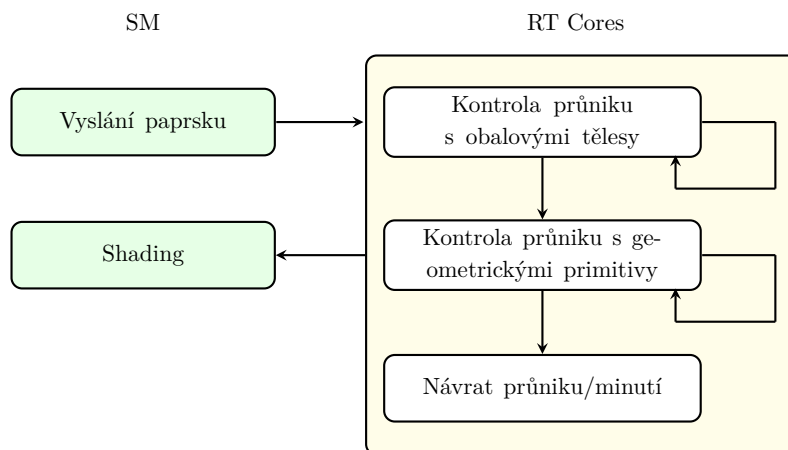 SM
RT Cores
Vyslání paprsku
Kontrola průniku
s obalovými tělesy
Shading
Kontrola průniku s ge-
ometrickými primitivy
Návrat průniku/minutí